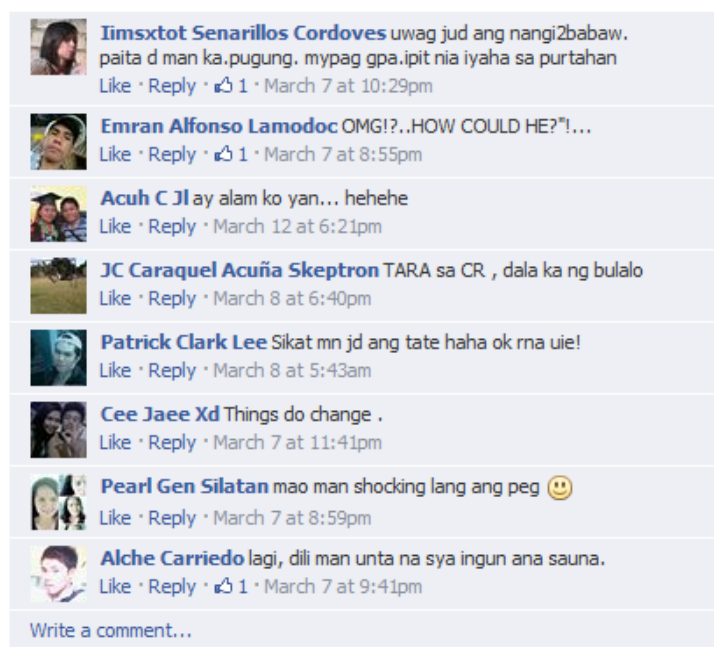 Iimsxtot Senarillos Cordoves uwag jud ang nangi2babaw.
paita d man ka.pugung. mypag gpa.ipit nia iyaha sa purtahan
Like · Reply · 1 · March 7 at 10:29pm
Emran Alfonso Lamodoc OMG!?..HOW COULD HE?"!...
Like · Reply · 1 · March 7 at 8:55pm
Acuh C Jl ay alam ko yan... hehehe
Like · Reply · March 12 at 6:21pm
JC Caraquel Acuña Skeptron TARA sa CR , dala ka ng bulalo
Like · Reply · March 8 at 6:40pm
Patrick Clark Lee Sikat mn jd ang tate haha ok rna uie!
Like · Reply · March 8 at 5:43am
Cee Jaee Xd Things do change .
Like · Reply · March 7 at 11:41pm
Pearl Gen Silatan mao man shocking lang ang peg
Like · Reply · March 7 at 8:59pm
Alche Carriedo lagi, dili man unta na sya ingun ana sauna.
Like · Reply · 1 · March 7 at 9:41pm
Write a comment...